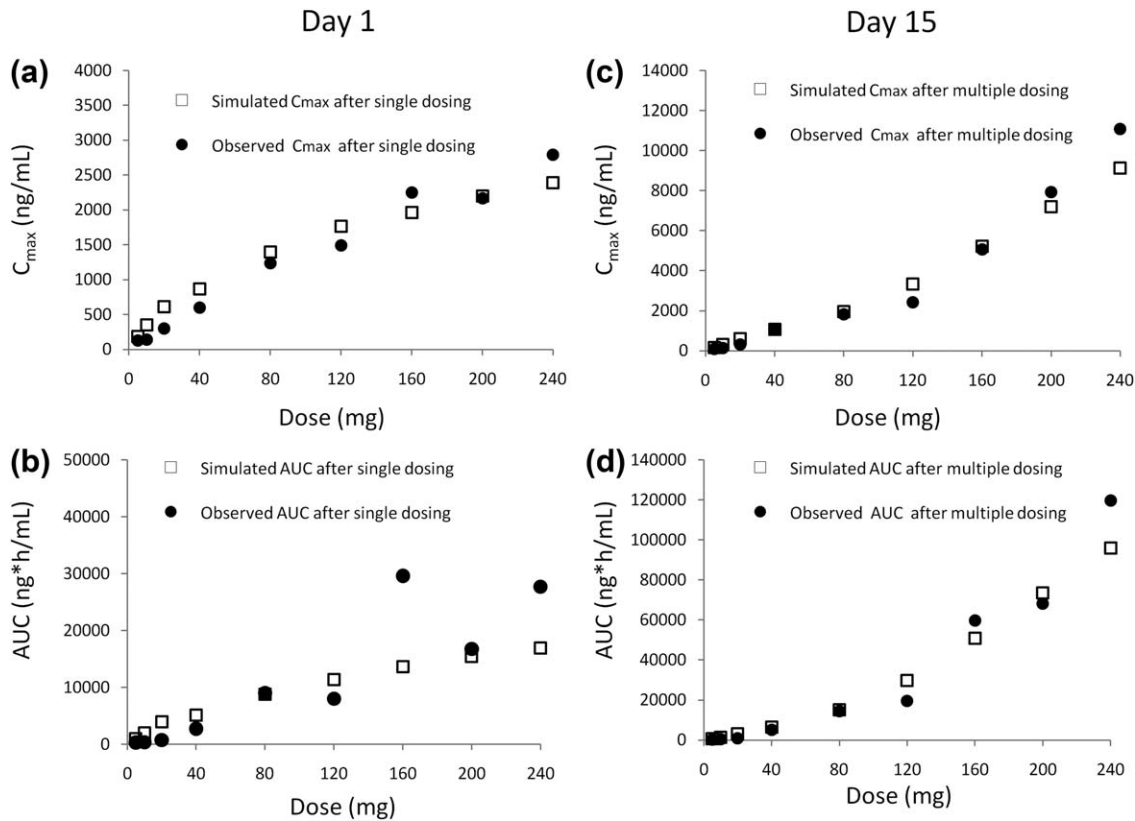 Day 1
(a)
4000
3500
3000
2500
2000
1500
1000
500
0
Cmax (ng/mL)
□ Simulated Cmax after single dosing
● Observed Cmax after single dosing
0 40 80 120 160 200 240
Dose (mg)
(b)
50000
40000
30000
20000
10000
0
AUC (ng*h/mL)
□ Simulated AUC after single dosing
● Observed AUC after single dosing
0 40 80 120 160 200 240
Dose (mg)
Day 15
(c)
14000
12000
10000
8000
6000
4000
2000
0
Cmax (ng/mL)
□ Simulated Cmax after multiple dosing
● Observed Cmax after multiple dosing
0 40 80 120 160 200 240
Dose (mg)
(d)
140000
120000
100000
80000
60000
40000
20000
0
AUC (ng*h/mL)
□ Simulated AUC after multiple dosing
● Observed AUC after multiple dosing
0 40 80 120 160 200 240
Dose (mg)